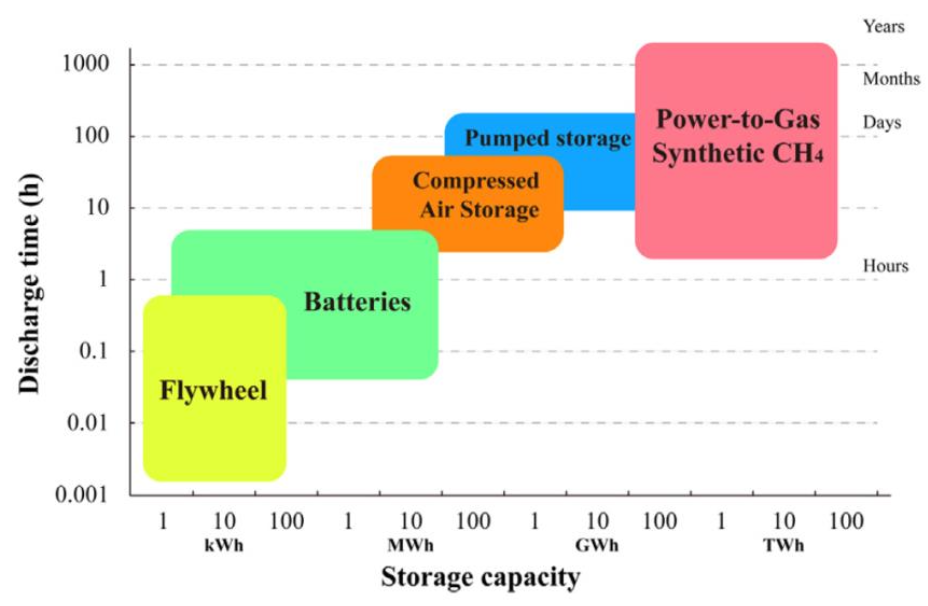 Years
1000
Months
Power-to-Gas
Synthetic CH4
100
Days
Pumped storage
Compressed
Air Storage
10
Hours
1
Batteries
0.1
Flywheel
0.01
0.001
Discharge time (h)
1 10 100 1 10 100 1 10 100 1 10 100
kWh MWh GWh TWh
Storage capacity